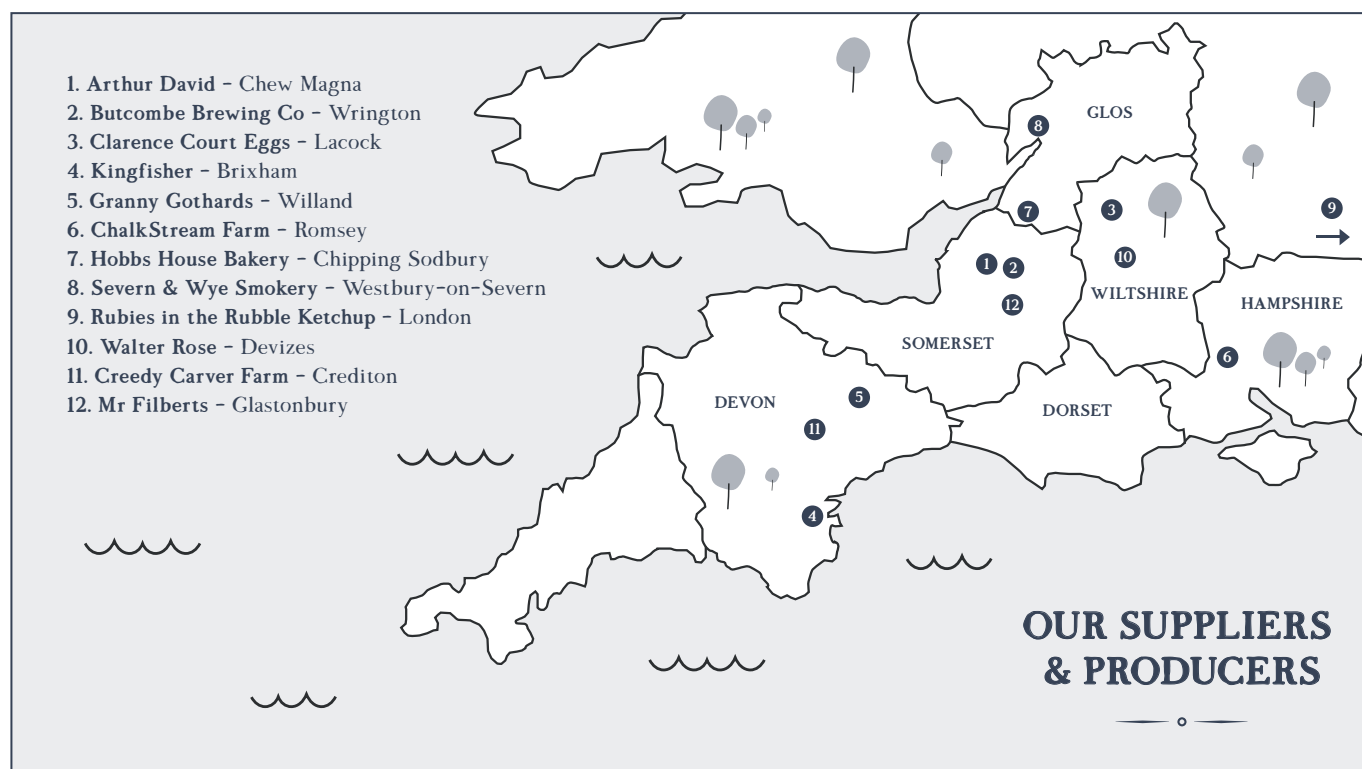 1. Arthur David – Chew Magna
2. Butcombe Brewing Co – Wrington
3. Clarence Court Eggs – Lacock
4. Kingfisher – Brixham
5. Granny Gothards – Willand
6. ChalkStream Farm – Romsey
7. Hobbs House Bakery – Chipping Sodbury
8. Severn & Wye Smokery – Westbury-on-Severn
9. Rubies in the Rubble Ketchup – London
10. Walter Rose – Devizes
11. Creedy Carver Farm – Crediton
12. Mr Filberts – Glastonbury
GLOS
8
7
3
9
1
2
10
12
WILTSHIRE
HAMPSHIRE
SOMERSET
6
DEVON
5
DORSET
11
4
OUR SUPPLIERS
& PRODUCERS